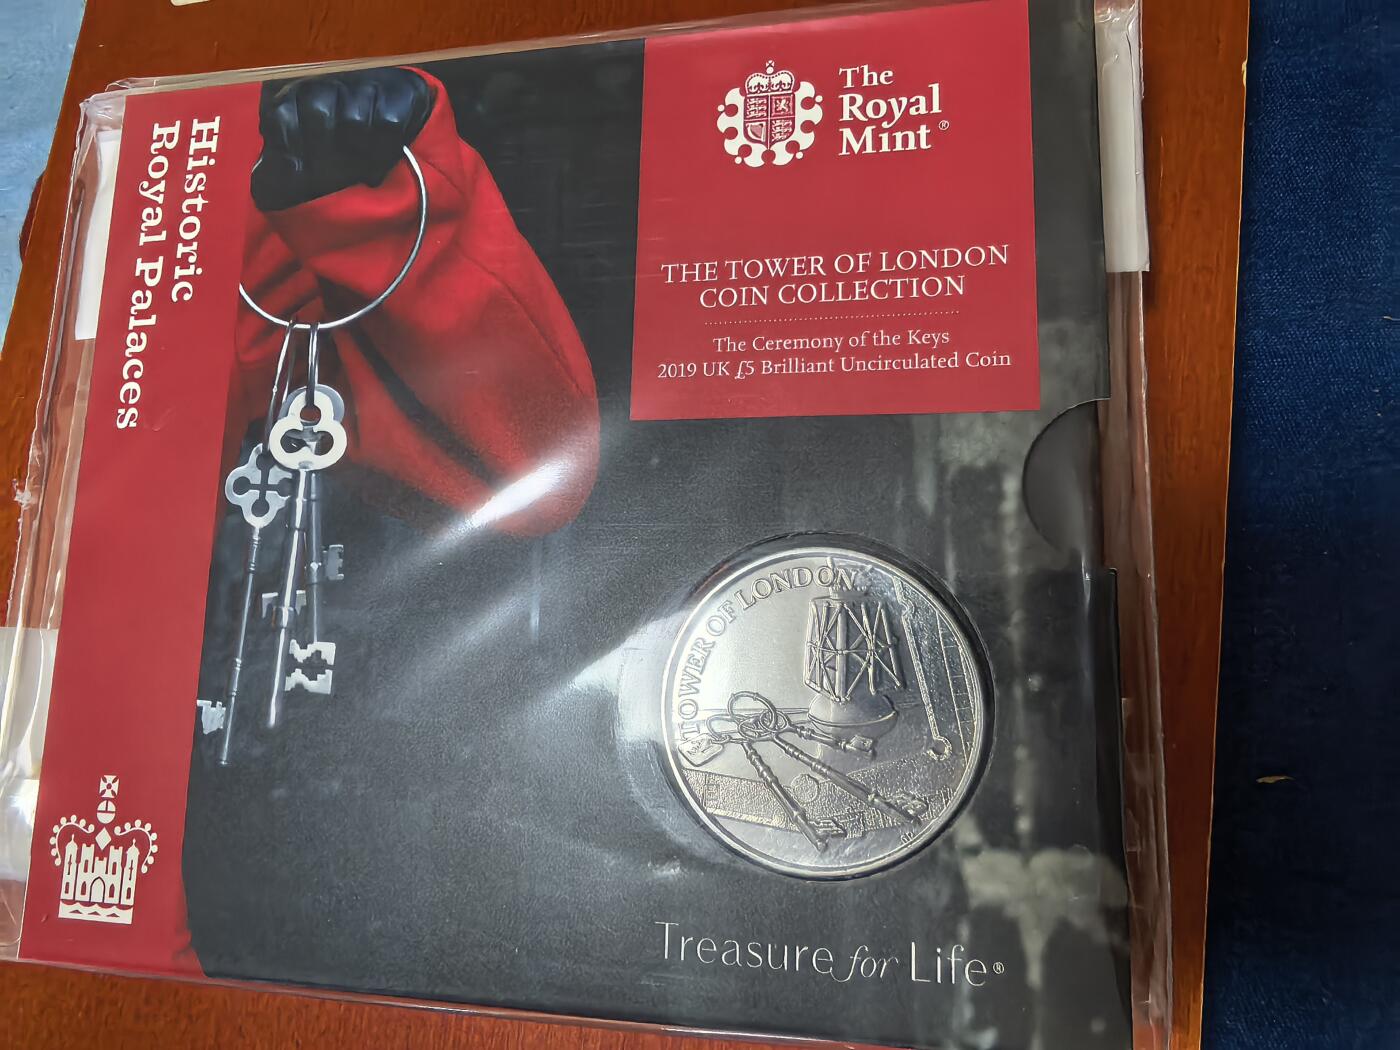 Historic
Royal Palaces
The
Royal
Mint®
THE TOWER OF LONDON
COIN COLLECTION
The Ceremony of the Keys
2019 UK £5 Brilliant Uncirculated Coin
TOWER OF LONDON
Treasure for Life®